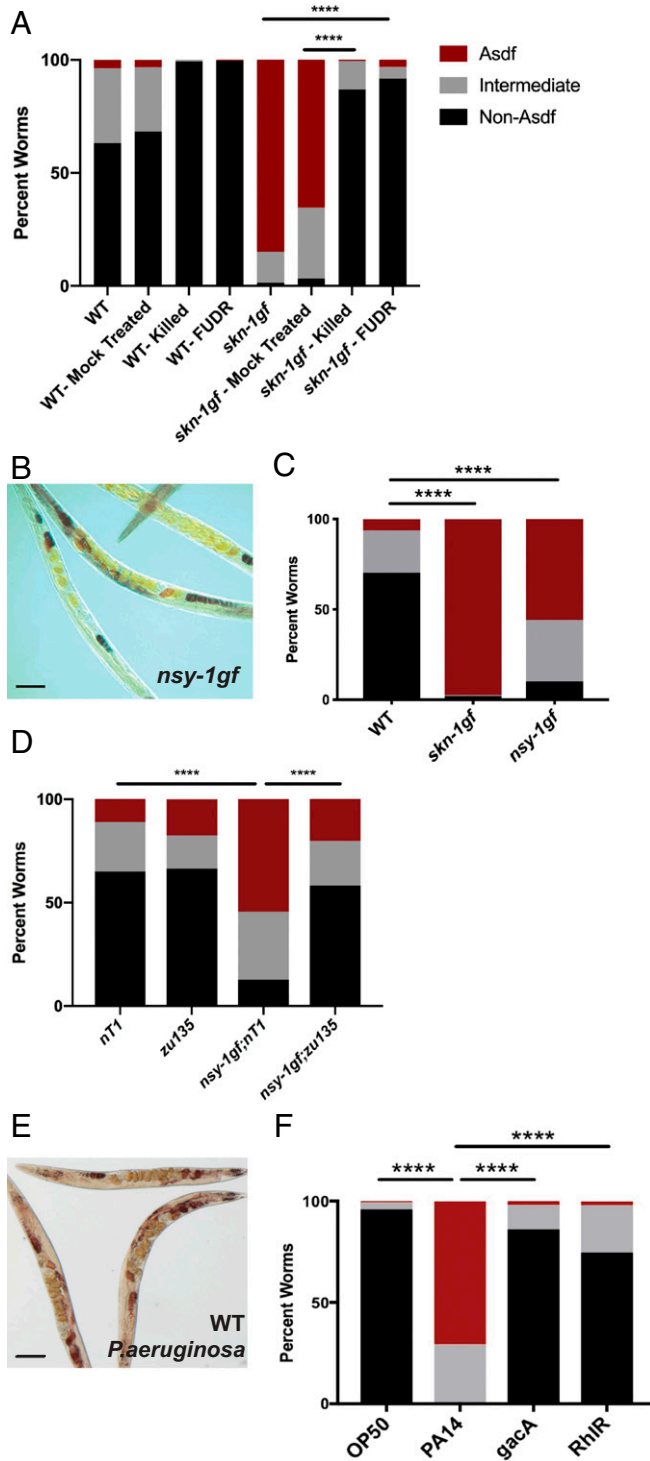 A
****
****
Asdf
Intermediate
Non-Asdf
Percent Worms
100
50
0
WT
WT- Mock Treated
WT- Killed
WT- FUDR
skn-1gf
skn-1gf - Mock Treated
skn-1gf - Killed
skn-1gf - FUDR
B
nsy-1gf
C
****
****
Percent Worms
100
50
0
WT
skn-1gf
nsy-1gf
D
****
****
Percent Worms
100
50
0
nT1
zu135
nsy-1gf;nT1
nsy-1gf;zu135
E
WT
P.aeruginosa
F
****
**** ****
Percent Worms
100
50
0
OP50
PA14
gacA
RhlR